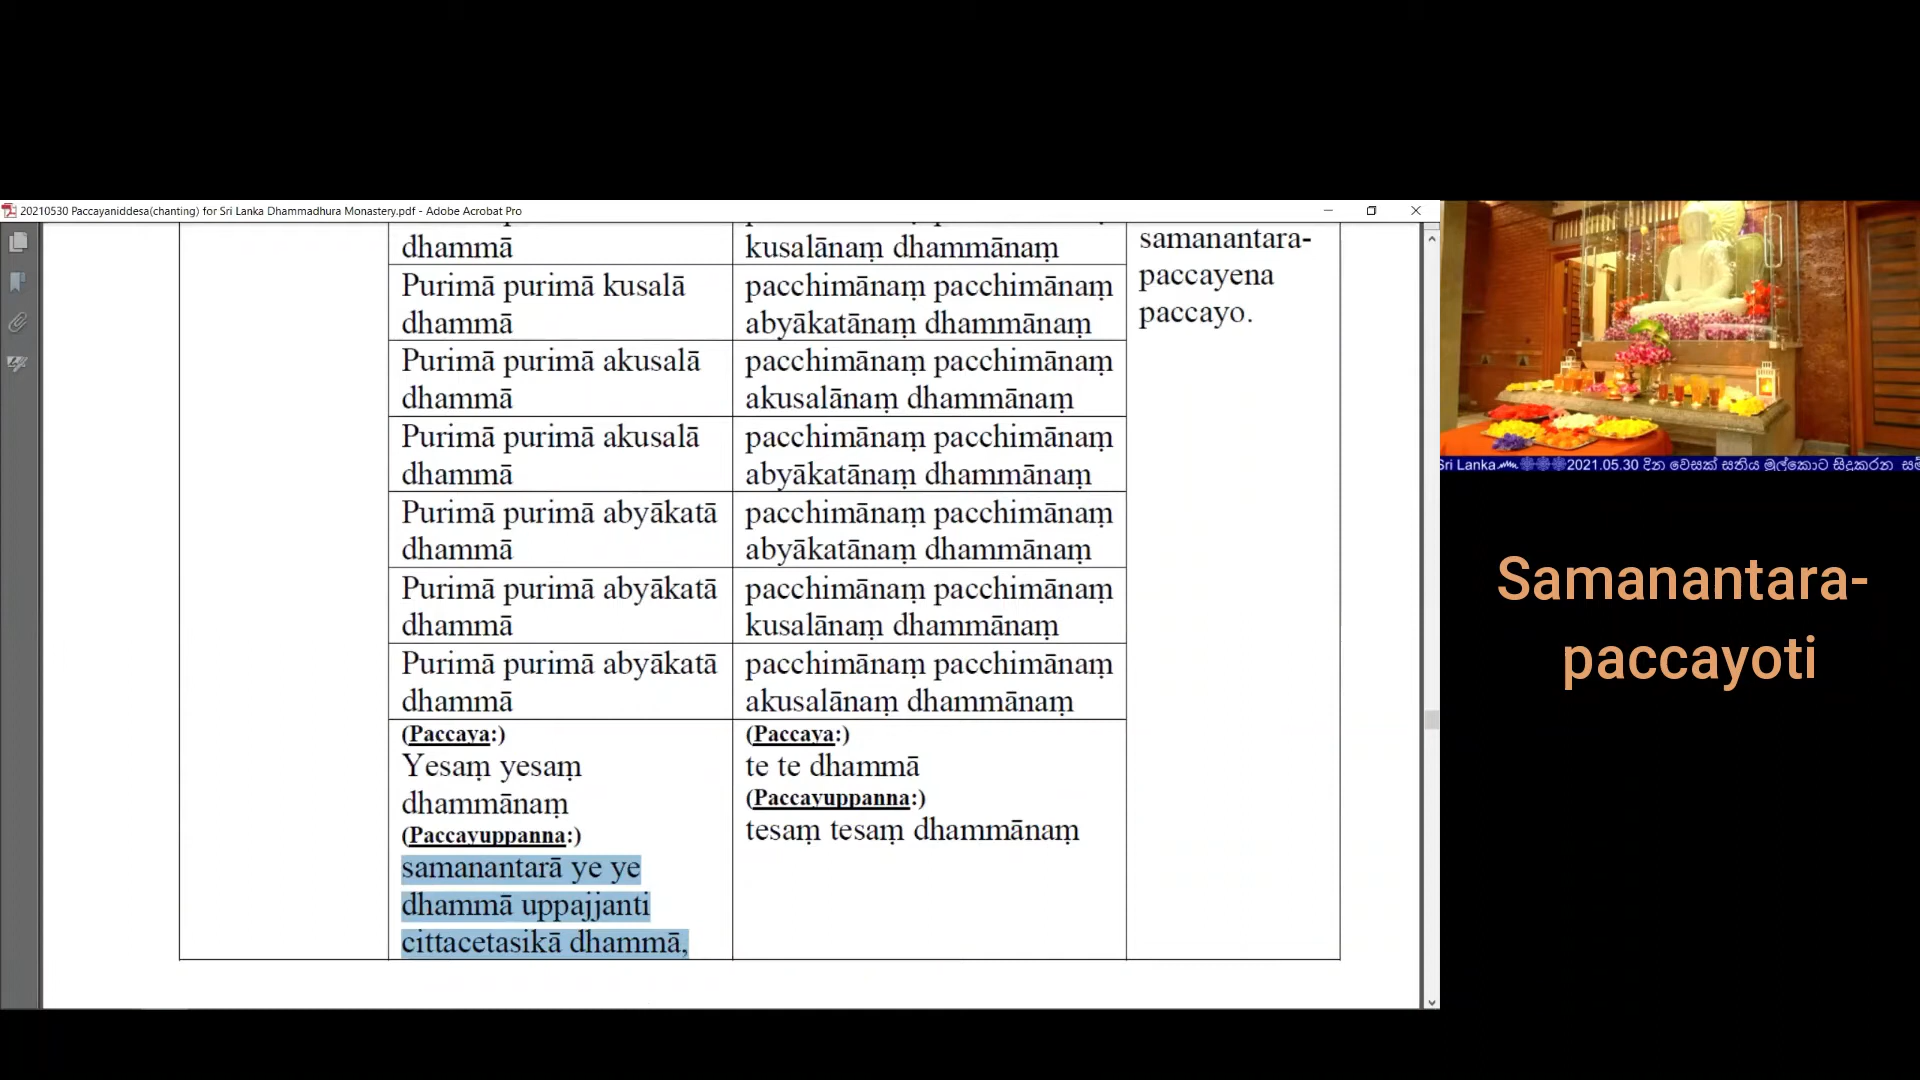 20210530 Paccayaniddesa(chanting) for Sri Lanka Dhammadhura Monastery.pdf - Adobe Acrobat Pro
dhammā
kusalānaṃ dhammānaṃ
samanantara-
paccayena
paccayo.
Purimā purimā kusalā
dhammā
pacchimānaṃ pacchimānaṃ
abyākatānaṃ dhammānaṃ
Purimā purimā akusalā
dhammā
pacchimānaṃ pacchimānaṃ
akusalānaṃ dhammānaṃ
Purimā purimā akusalā
dhammā
pacchimānaṃ pacchimānaṃ
abyākatānaṃ dhammānaṃ
Purimā purimā abyākatā
dhammā
pacchimānaṃ pacchimānaṃ
abyākatānaṃ dhammānaṃ
Purimā purimā abyākatā
dhammā
pacchimānaṃ pacchimānaṃ
kusalānaṃ dhammānaṃ
Purimā purimā abyākatā
dhammā
pacchimānaṃ pacchimānaṃ
akusalānaṃ dhammānaṃ
(Paccaya:)
Yesaṃ yesaṃ
dhammānaṃ
(Paccayuppanna:)
samanantarā ye ye
dhammā uppajjanti
cittacetasikā dhammā,
(Paccaya:)
te te dhammā
(Paccayuppanna:)
tesaṃ tesaṃ dhammānaṃ
Sri Lanka 2021.05.30 දින වෙසක් සතිය මුල්කොට සිදුකරන
Samanantara-
paccayoti